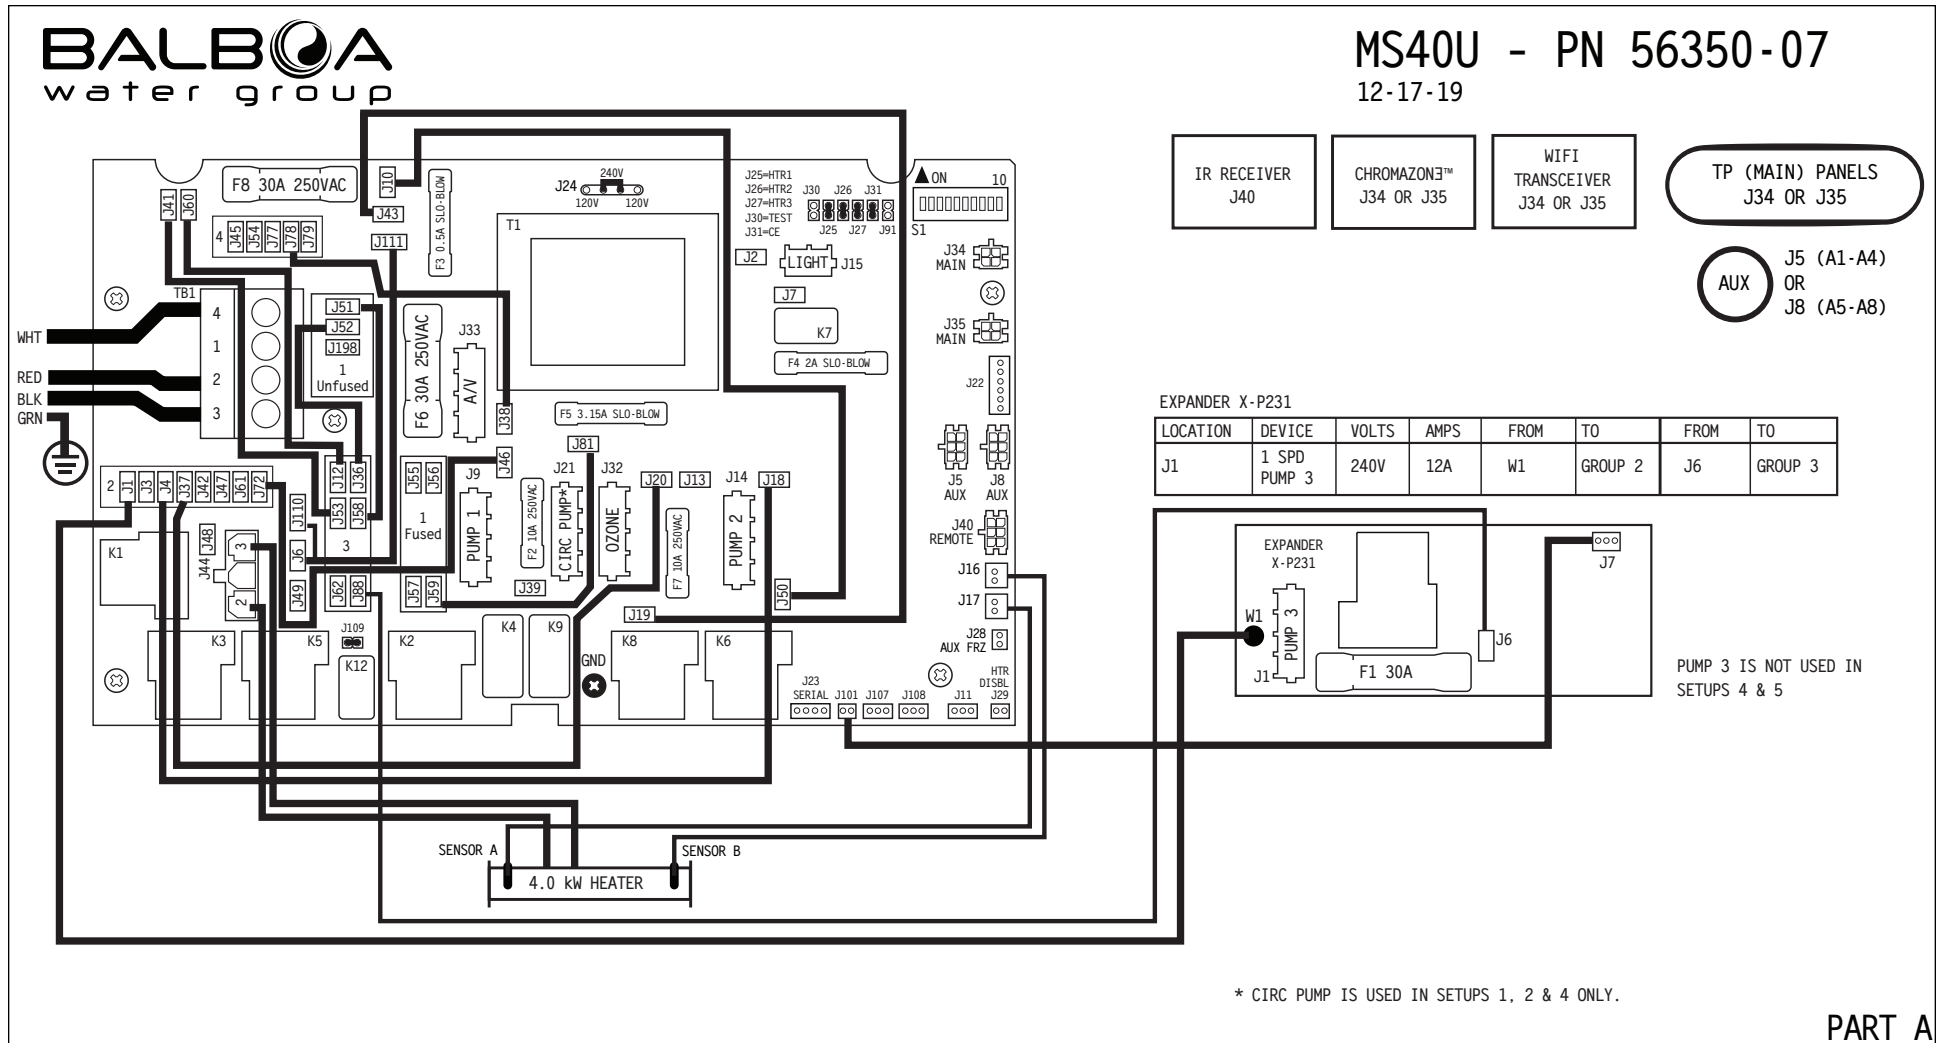 BALBOA
water group
MS40U - PN 56350-07
12-17-19
IR RECEIVER
J40
CHROMAZONƎ™
J34 OR J35
WIFI
TRANSCEIVER
J34 OR J35
TP (MAIN) PANELS
J34 OR J35
AUX
J5 (A1-A4)
OR
J8 (A5-A8)
F8 30A 250VAC
J10
J43
J111
F3 0.5A SLO-BLOW
J24
240V
120V 120V
J25=HTR1
J26=HTR2
J27=HTR3
J30=TEST
J31=CE
J30 J26 J31
J25 J27 J91
ON 10
S1
J41
J60
4
J45
J54
J77
J78
J79
T1
J2
LIGHT
J15
J34
MAIN
TB1
4
1
2
3
WHT
RED
BLK
GRN
J51
J52
J198
1
Unfused
F6 30A 250VAC
J33
A/V
J38
J7
K7
F4 2A SLO-BLOW
J35
MAIN
J22
F5 3.15A SLO-BLOW
J81
J46
2
J1
J3
J4
J37
J42
J47
J61
J72
J110
J12
J36
J53
J58
3
J62
J88
J55
J56
1
Fused
J57
J59
J9
PUMP 1
F2 10A 250VAC
J21
CIRC PUMP*
J32
OZONE
J20
J13
F7 10A 250VAC
J14
PUMP 2
J18
J5
AUX
J8
AUX
J40
REMOTE
K1
J48
J44
3
2
J6
J49
J39
J19
J50
J16
J17
J28
AUX FRZ
J109
K3
K5
K12
K2
K4
K9
GND
K8
K6
HTR
DISBL
J23
SERIAL J101 J107 J108 J11 J29
EXPANDER X-P231
LOCATION DEVICE VOLTS AMPS FROM TO FROM TO
J1 1 SPD PUMP 3 240V 12A W1 GROUP 2 J6 GROUP 3
EXPANDER
X-P231
J7
W1
PUMP 3
J1
F1 30A
J6
PUMP 3 IS NOT USED IN
SETUPS 4 & 5
SENSOR A
SENSOR B
4.0 kW HEATER
* CIRC PUMP IS USED IN SETUPS 1, 2 & 4 ONLY.
PART A